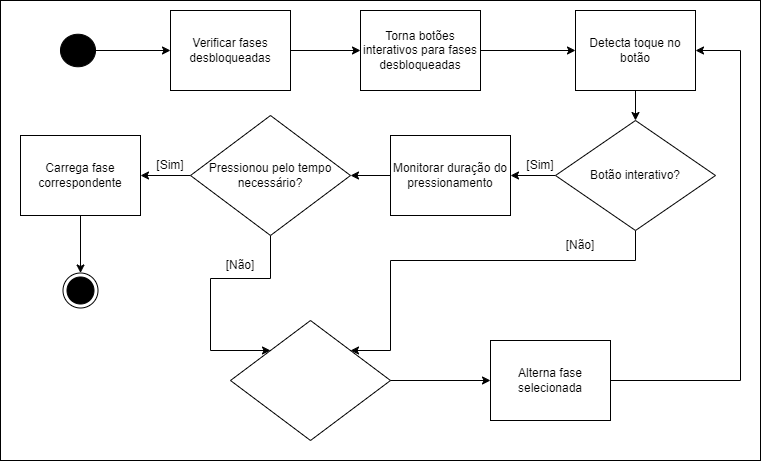 Verificar fases
desbloqueadas
Torna botões
interativos para fases
desbloqueadas
Detecta toque no
botão
Botão interativo?
[Sim]
Monitorar duração do
pressionamento
Pressionou pelo tempo
necessário?
[Sim]
Carrega fase
correspondente
[Não]
[Não]
Alterna fase
selecionada